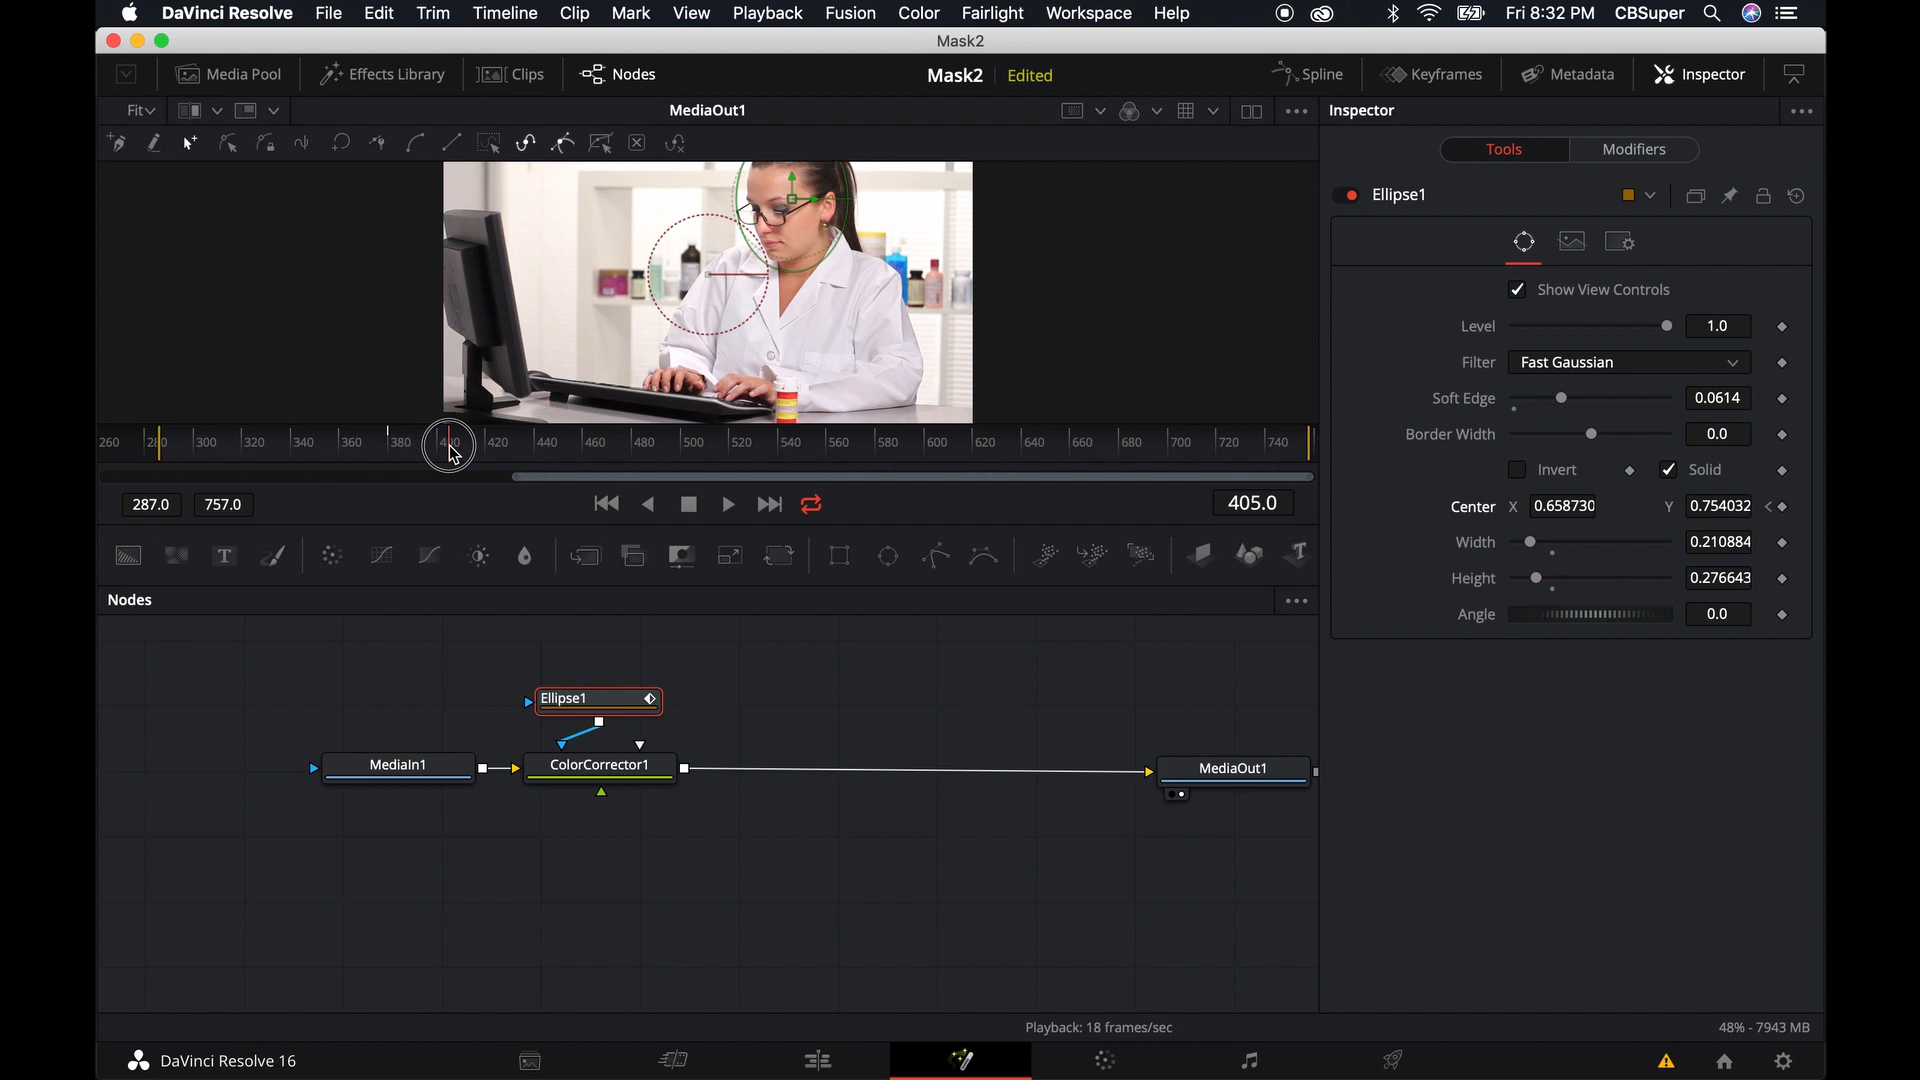 DaVinci Resolve File Edit Trim Timeline Clip Mark View Playback Fusion Color Fairlight Workspace Help Fri 8:32 PM CBSuper
Mask2
Media Pool Effects Library Clips Nodes Mask2 Edited Spline Keyframes Metadata Inspector
Fit MediaOut1 Inspector
Tools Modifiers
Ellipse1
Show View Controls
Level 1.0
Filter Fast Gaussian
Soft Edge 0.0614
Border Width 0.0
Invert Solid
Center X 0.658730 Y 0.754032
Width 0.210884
Height 0.276643
Angle 0.0
260 280 300 320 340 360 380 400 420 440 460 480 500 520 540 560 580 600 620 640 660 680 700 720 740
287.0 757.0 405.0
Nodes
Ellipse1
MediaIn1 ColorCorrector1 MediaOut1
Playback: 18 frames/sec 48% - 7943 MB
DaVinci Resolve 16